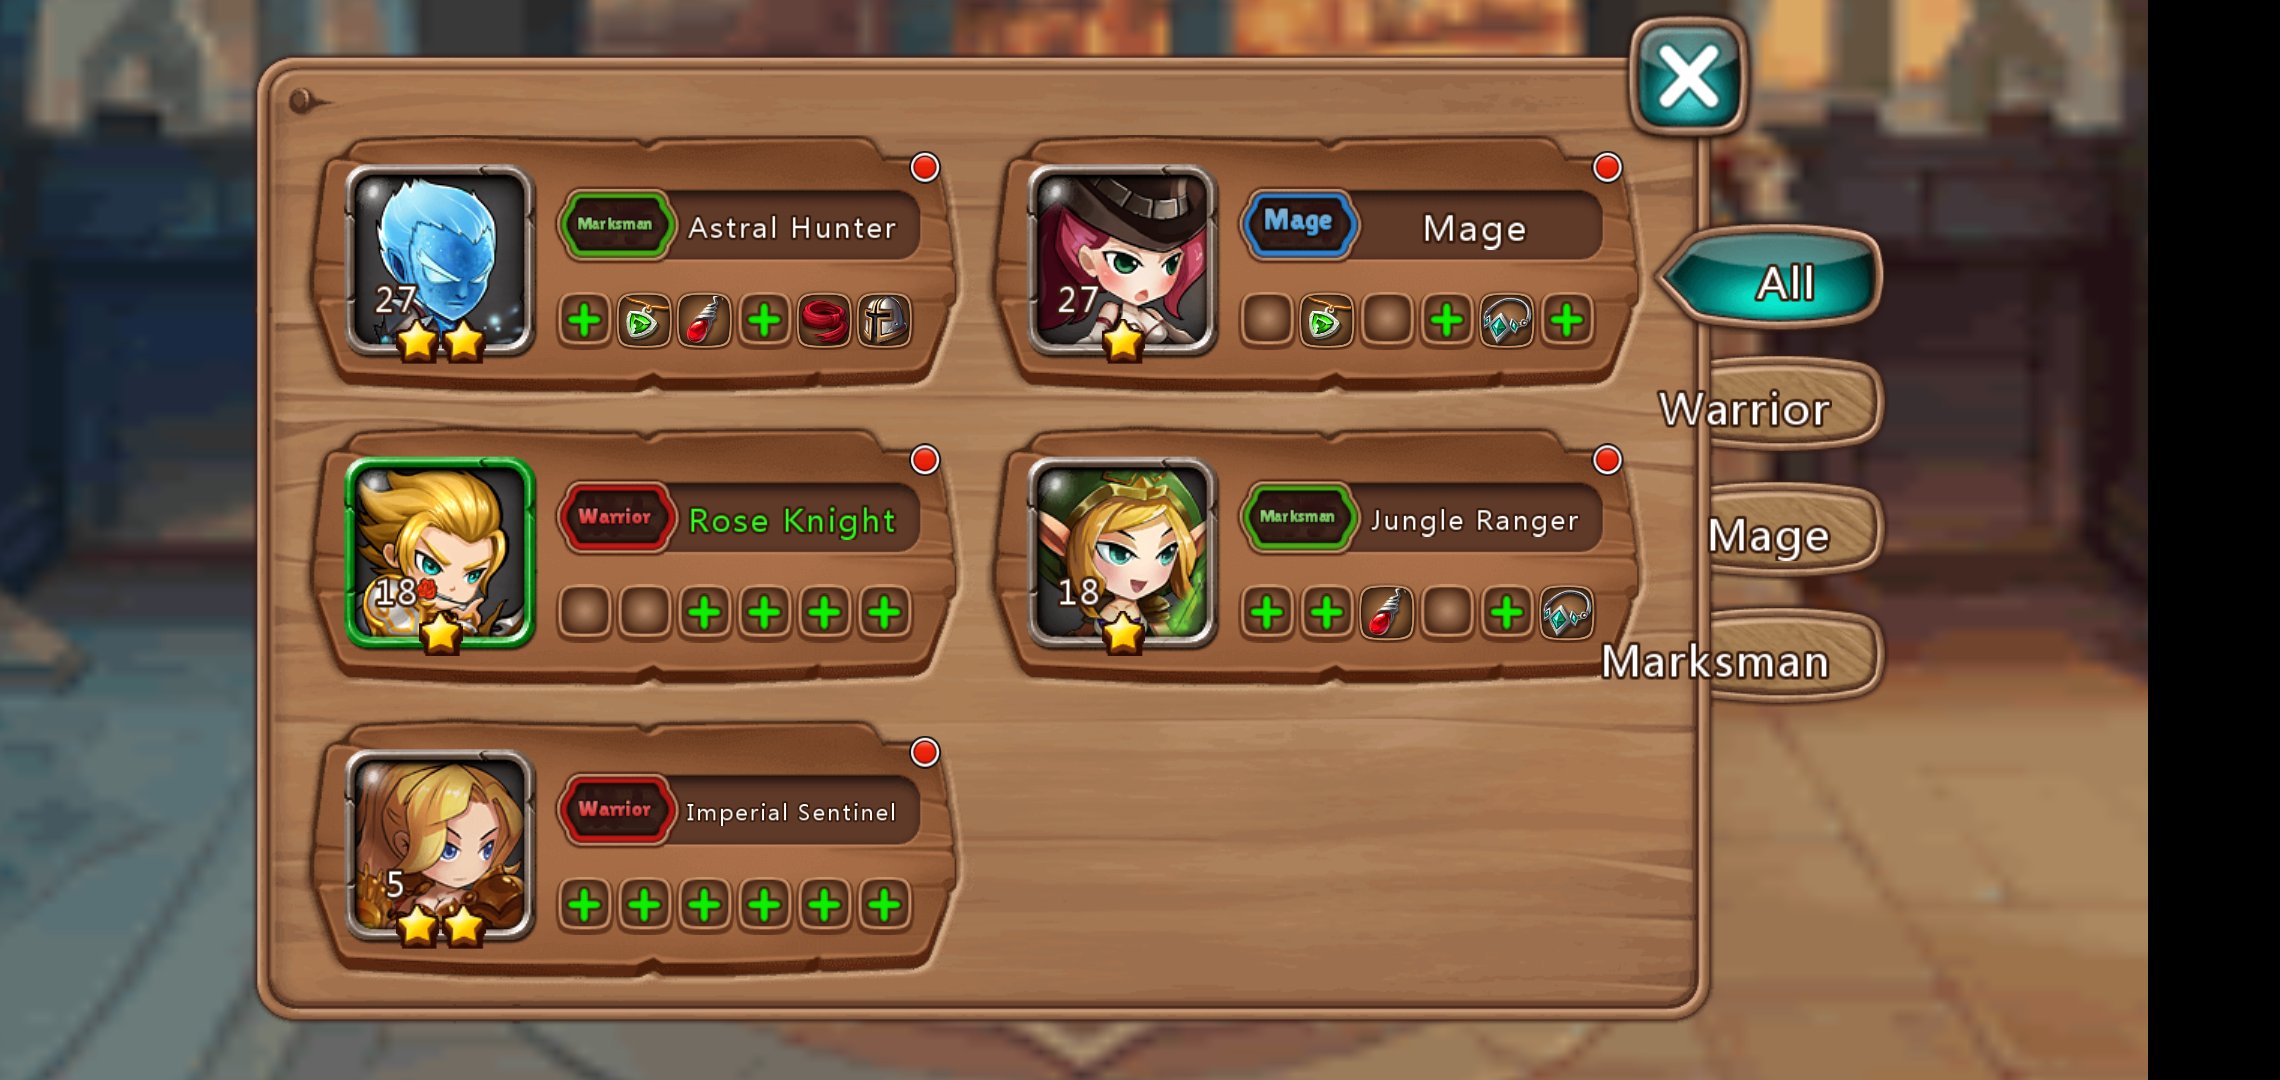 Marksman Astral Hunter
27
Mage Mage
27
Warrior Rose Knight
18
Marksman Jungle Ranger
18
Warrior Imperial Sentinel
5
All
Warrior
Mage
Marksman